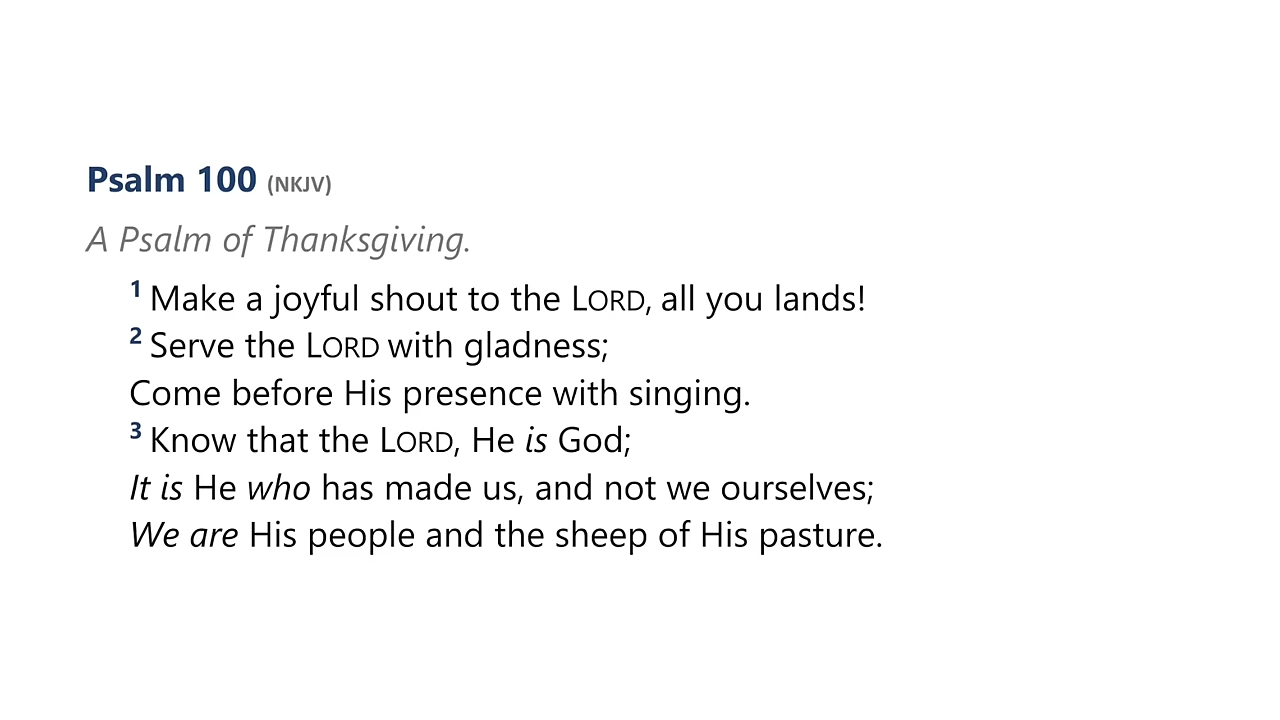 Psalm 100 (NKJV)
A Psalm of Thanksgiving.
1 Make a joyful shout to the LORD, all you lands!
2 Serve the LORD with gladness;
Come before His presence with singing.
3 Know that the LORD, He is God;
It is He who has made us, and not we ourselves;
We are His people and the sheep of His pasture.